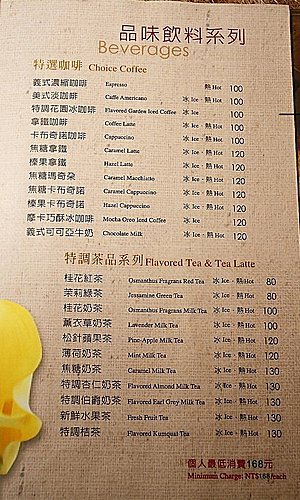 品味飲料系列
Beverages
特選咖啡 Choice Coffee
義式濃縮咖啡 Espresso 熱 Hot 100
美式淡咖啡 Caffe Americano 冰 Ice・熱 Hot 100
特調花園冰咖啡 Flavored Garden Iced Coffee 冰 Ice 100
拿鐵咖啡 Coffee Latte 冰 Ice・熱 Hot 100
卡布奇諾咖啡 Cappuccino 冰 Ice・熱 Hot 100
焦糖拿鐵 Caramel Latte 冰 Ice・熱 Hot 120
榛果拿鐵 Hazel Latte 冰 Ice・熱 Hot 120
焦糖瑪奇朵 Caramel Macchiatto 冰 Ice・熱 Hot 120
焦糖卡布奇諾 Caramel Cappuccino 冰 Ice・熱 Hot 120
榛果卡布奇諾 Hazel Cappuccino 冰 Ice・熱 Hot 120
摩卡巧酥冰咖啡 Mocha Oreo Iced Coffee 冰 Ice 120
義式可可亞牛奶 Chocolate Milk 冰 Ice・熱 Hot 120
特調茶品系列 Flavored Tea & Tea Latte
桂花紅茶 Osmanthus Fragrans Red Tea 冰 Ice・熱 Hot 80
茉莉綠茶 Jossamine Green Tea 冰 Ice・熱 Hot 80
桂花奶茶 Osmanthus Fragrans Milk Tea 冰 Ice・熱 Hot 100
薰衣草奶茶 Lavender Milk Tea 冰 Ice・熱 Hot 100
松針蘋果茶 Pine-Apple Milk Tea 冰 Ice・熱 Hot 130
薄荷奶茶 Mint Milk Tea 冰 Ice・熱 Hot 120
焦糖奶茶 Caramel Milk Tea 冰 Ice・熱 Hot 130
特調杏仁奶茶 Flavored Almond Milk Tea 冰 Ice・熱 Hot 130
特調伯爵奶茶 Flavored Earl Grey Milk Tea 冰 Ice・熱 Hot 130
新鮮水果茶 Fresh Fruit Tea 冰 Ice・熱 Hot 130
特調桔茶 Flavored Kumquat Tea 冰 Ice・熱 Hot 130
個人最低消費168元
Minimum Charge: NT$168/each